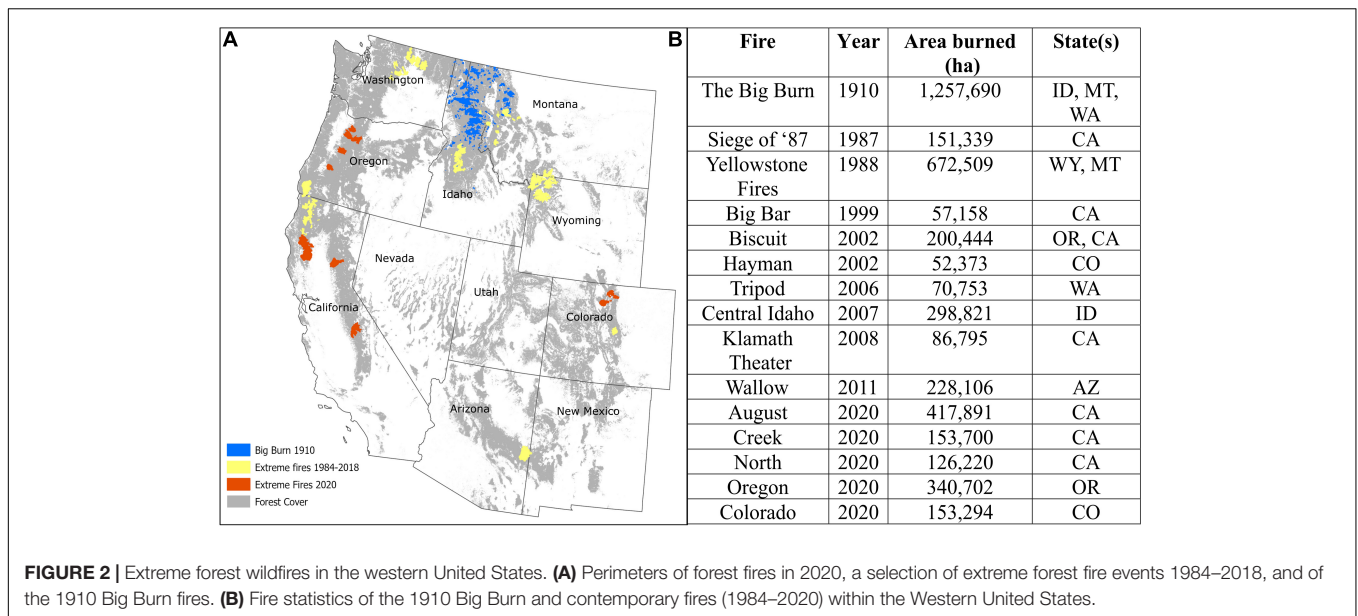 A
Washington
Montana
Oregon
Idaho
Wyoming
Nevada
Utah
California
Colorado
Arizona
New Mexico
Big Burn 1910
Extreme fires 1984-2018
Extreme Fires 2020
Forest Cover
B
Fire Year Area burned (ha) State(s)
The Big Burn 1910 1,257,690 ID, MT, WA
Siege of ‘87 1987 151,339 CA
Yellowstone Fires 1988 672,509 WY, MT
Big Bar 1999 57,158 CA
Biscuit 2002 200,444 OR, CA
Hayman 2002 52,373 CO
Tripod 2006 70,753 WA
Central Idaho 2007 298,821 ID
Klamath Theater 2008 86,795 CA
Wallow 2011 228,106 AZ
August 2020 417,891 CA
Creek 2020 153,700 CA
North 2020 126,220 CA
Oregon 2020 340,702 OR
Colorado 2020 153,294 CO
FIGURE 2 | Extreme forest wildfires in the western United States. (A) Perimeters of forest fires in 2020, a selection of extreme forest fire events 1984–2018, and of
the 1910 Big Burn fires. (B) Fire statistics of the 1910 Big Burn and contemporary fires (1984–2020) within the Western United States.